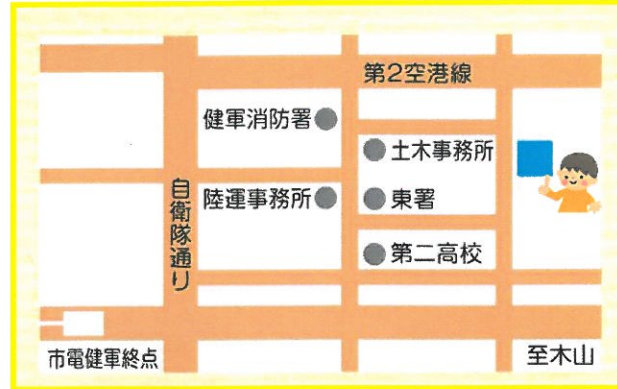 第2空港線
健軍消防署
土木事務所
陸運事務所
東署
自衛隊通り
第二高校
市電健軍終点
至木山